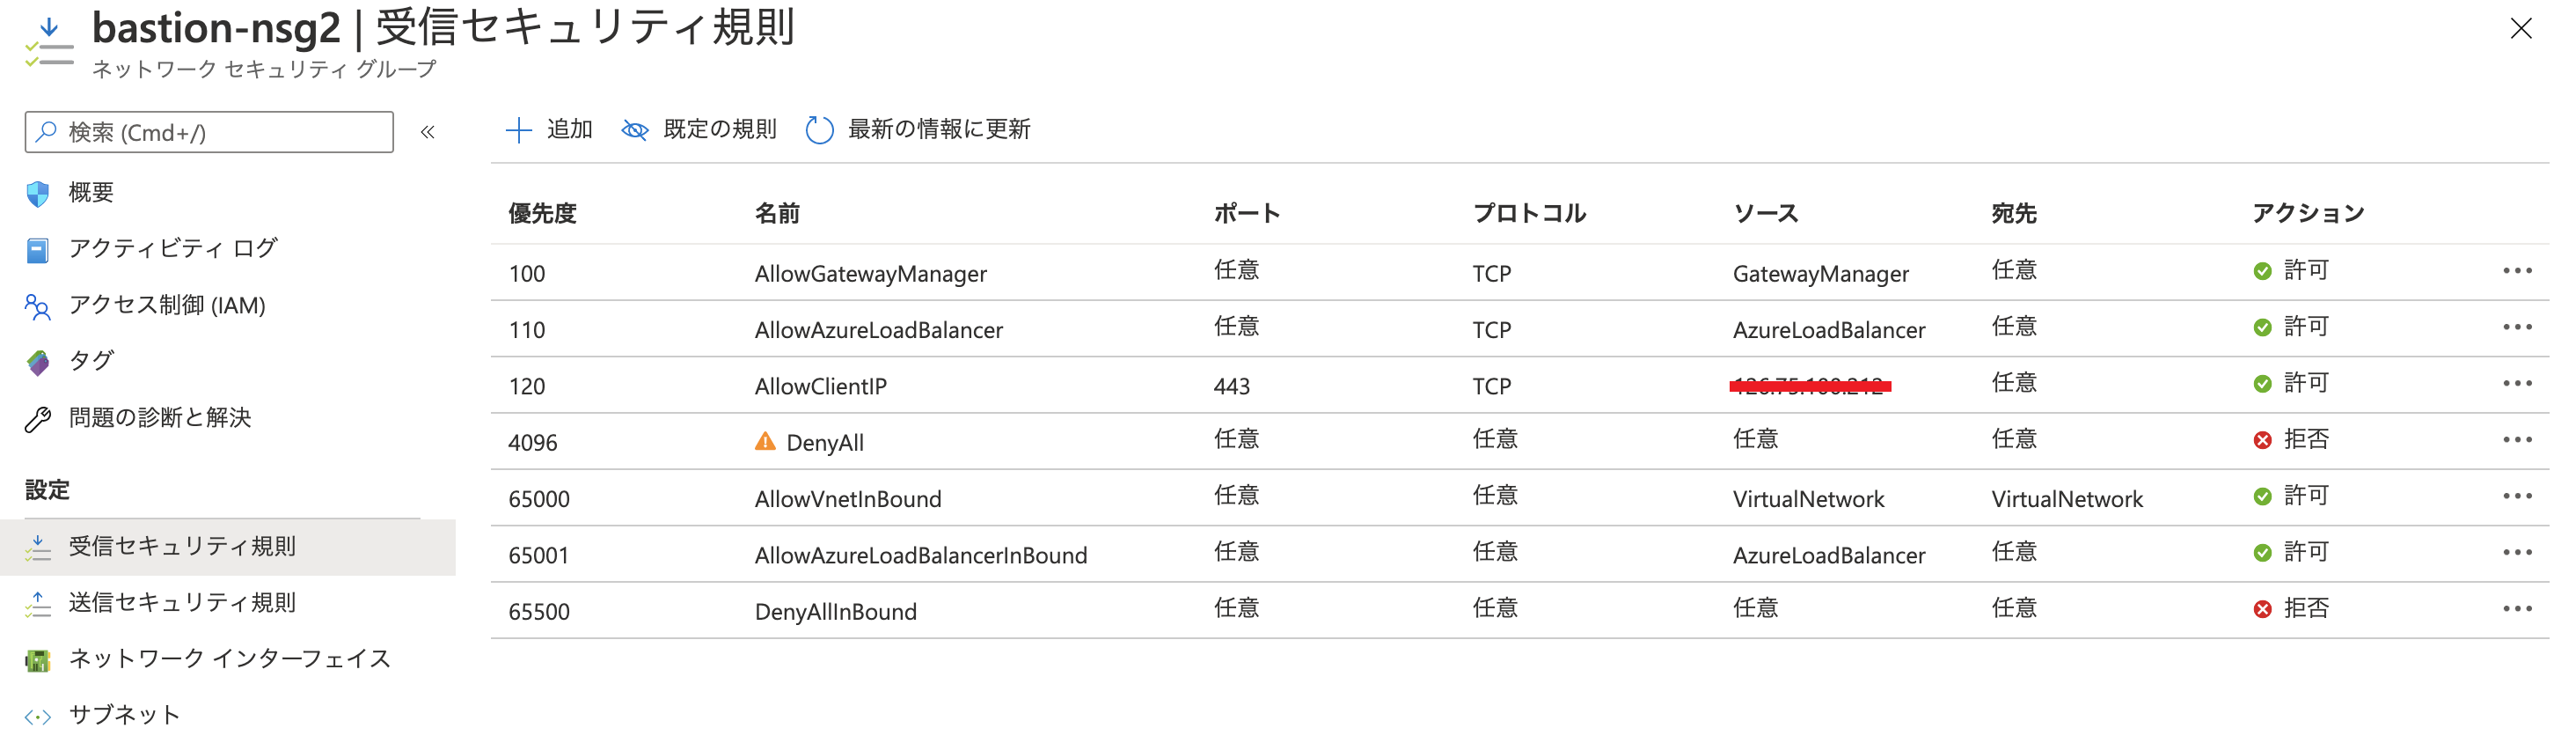 bastion-nsg2 | 受信セキュリティ規則
ネットワーク セキュリティ グループ
検索 (Cmd+/)
«
追加 既定の規則 最新の情報に更新
概要
アクティビティ ログ
アクセス制御 (IAM)
タグ
問題の診断と解決
設定
受信セキュリティ規則
送信セキュリティ規則
ネットワーク インターフェイス
サブネット
優先度 名前 ポート プロトコル ソース 宛先 アクション
100 AllowGatewayManager 任意 TCP GatewayManager 任意 許可
110 AllowAzureLoadBalancer 任意 TCP AzureLoadBalancer 任意 許可
120 AllowClientIP 443 TCP 任意 許可
4096 DenyAll 任意 任意 任意 任意 拒否
65000 AllowVnetInBound 任意 任意 VirtualNetwork VirtualNetwork 許可
65001 AllowAzureLoadBalancerInBound 任意 任意 AzureLoadBalancer 任意 許可
65500 DenyAllInBound 任意 任意 任意 任意 拒否